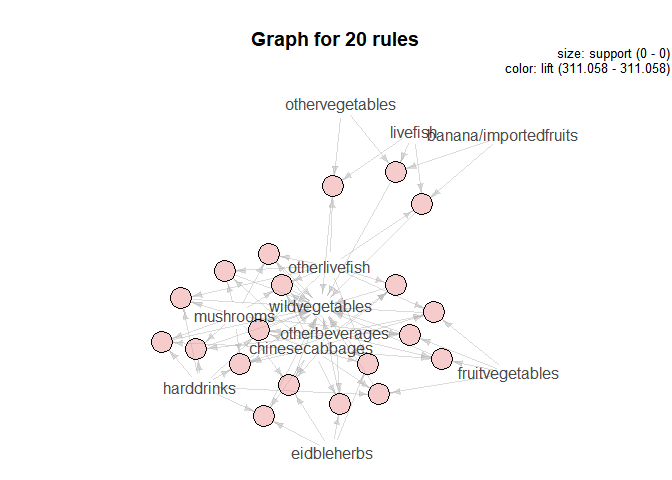 Graph for 20 rules
size: support (0 - 0)
color: lift (311.058 - 311.058)
othervegetables
livefish
banana/importedfruits
otherlivefish
wildvegetables
mushrooms
otherbeverages
chinesecabbages
fruitvegetables
harddrinks
eidbleherbs